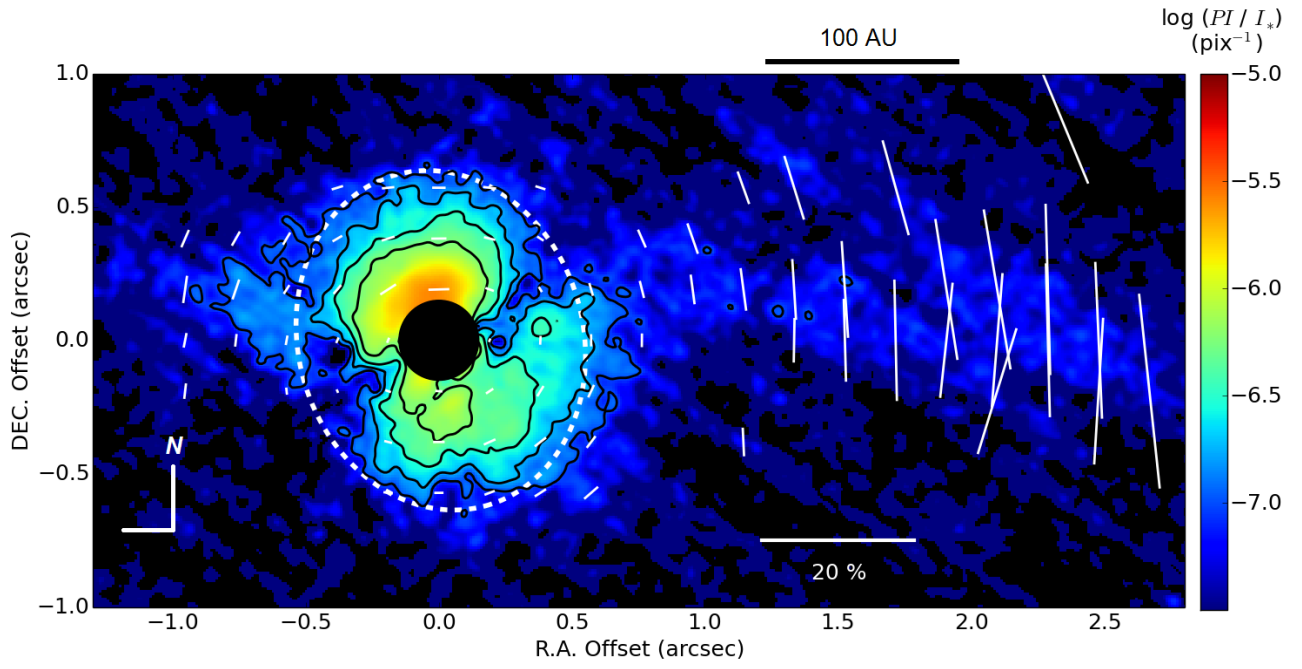 log (PI / I*)
(pix⁻¹)
100 AU
1.0
0.5
0.0
−0.5
−1.0
DEC. Offset (arcsec)
N
20 %
−1.0 −0.5 0.0 0.5 1.0 1.5 2.0 2.5
R.A. Offset (arcsec)
−5.0
−5.5
−6.0
−6.5
−7.0